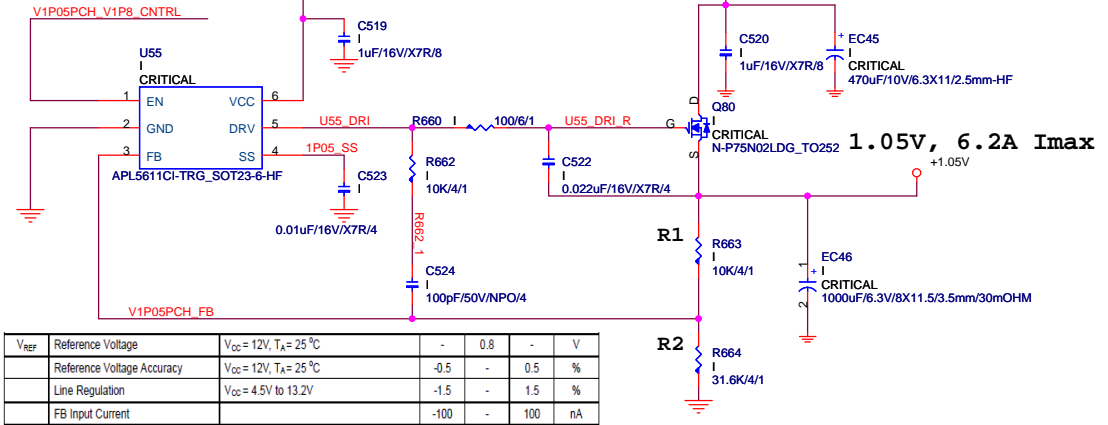 V1P05PCH_V1P8_CNTRL
C519
I
1uF/16V/X7R/8
C520
I
1uF/16V/X7R/8
+
EC45
I
CRITICAL
470uF/10V/6.3X11/2.5mm-HF
U55
I
CRITICAL
1 EN VCC 6
2 GND DRV 5
3 FB SS 4
APL5611CI-TRG_SOT23-6-HF
U55_DRI
R660 I 100/6/1
U55_DRI_R
1P05_SS
D
G
S
Q80
I
CRITICAL
N-P75N02LDG_TO252
1.05V, 6.2A Imax
+1.05V
R662
I
10K/4/1
C522
I
0.022uF/16V/X7R/4
C523
I
0.01uF/16V/X7R/4
R662_1
R1
R663
I
10K/4/1
C524
I
100pF/50V/NPO/4
1
+
2
EC46
I
CRITICAL
1000uF/6.3V/8X11.5/3.5mm/30mOHM
V1P05PCH_FB
R2
R664
I
31.6K/4/1
VREF Reference Voltage VCC = 12V, TA = 25 ⁰C - 0.8 - V
Reference Voltage Accuracy VCC = 12V, TA = 25 ⁰C -0.5 - 0.5 %
Line Regulation VCC = 4.5V to 13.2V -1.5 - 1.5 %
FB Input Current -100 - 100 nA